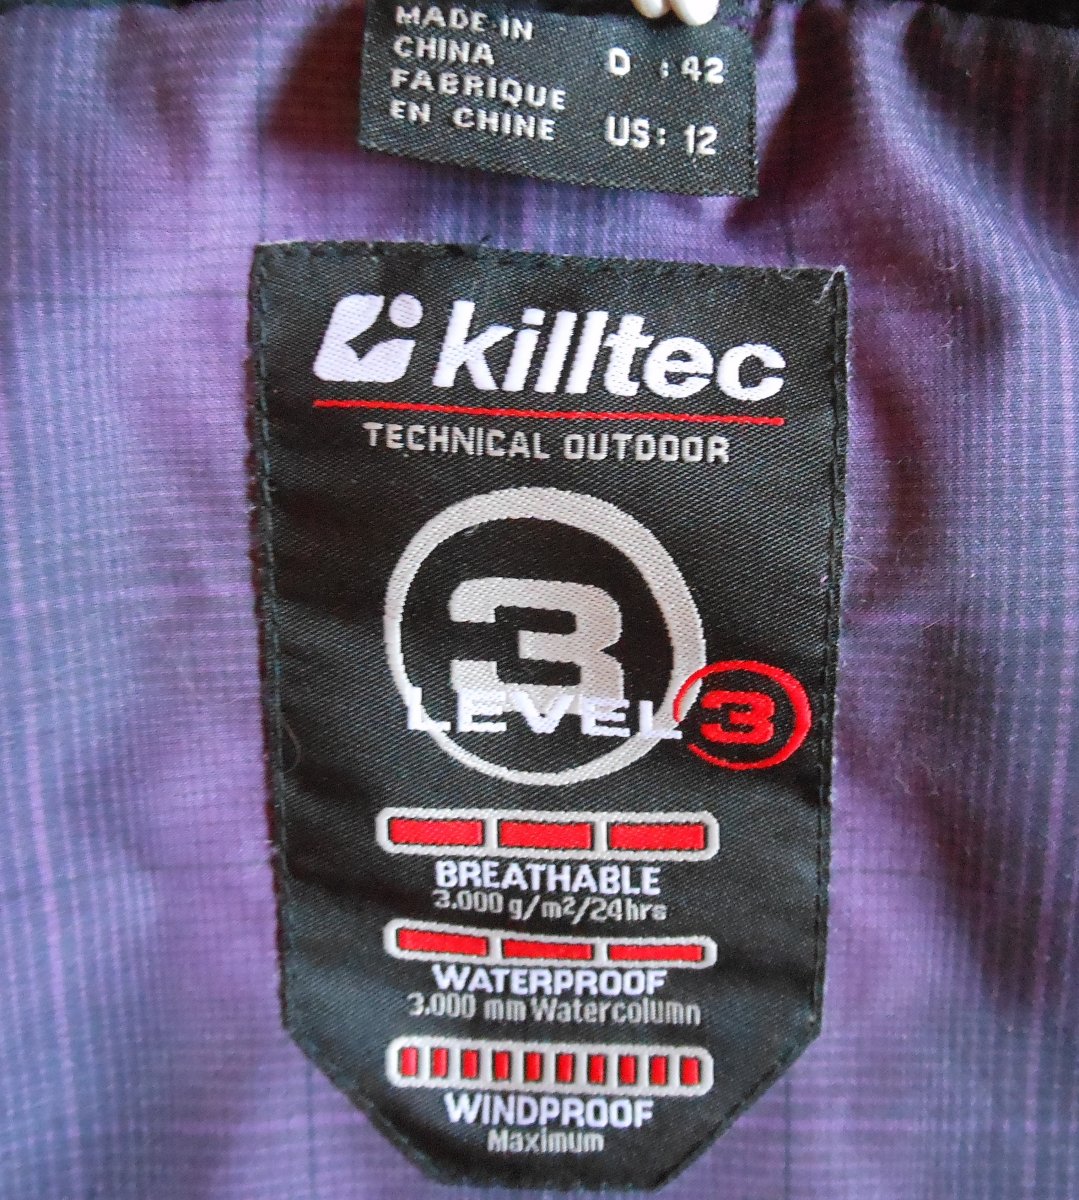 MADE IN
CHINA
FABRIQUE
EN CHINE
D : 42
US: 12
killtec
TECHNICAL OUTDOOR
3
LEVEL 3
BREATHABLE
3.000 g/m²/24hrs
WATERPROOF
3.000 mm Watercolumn
WINDPROOF
Maximum